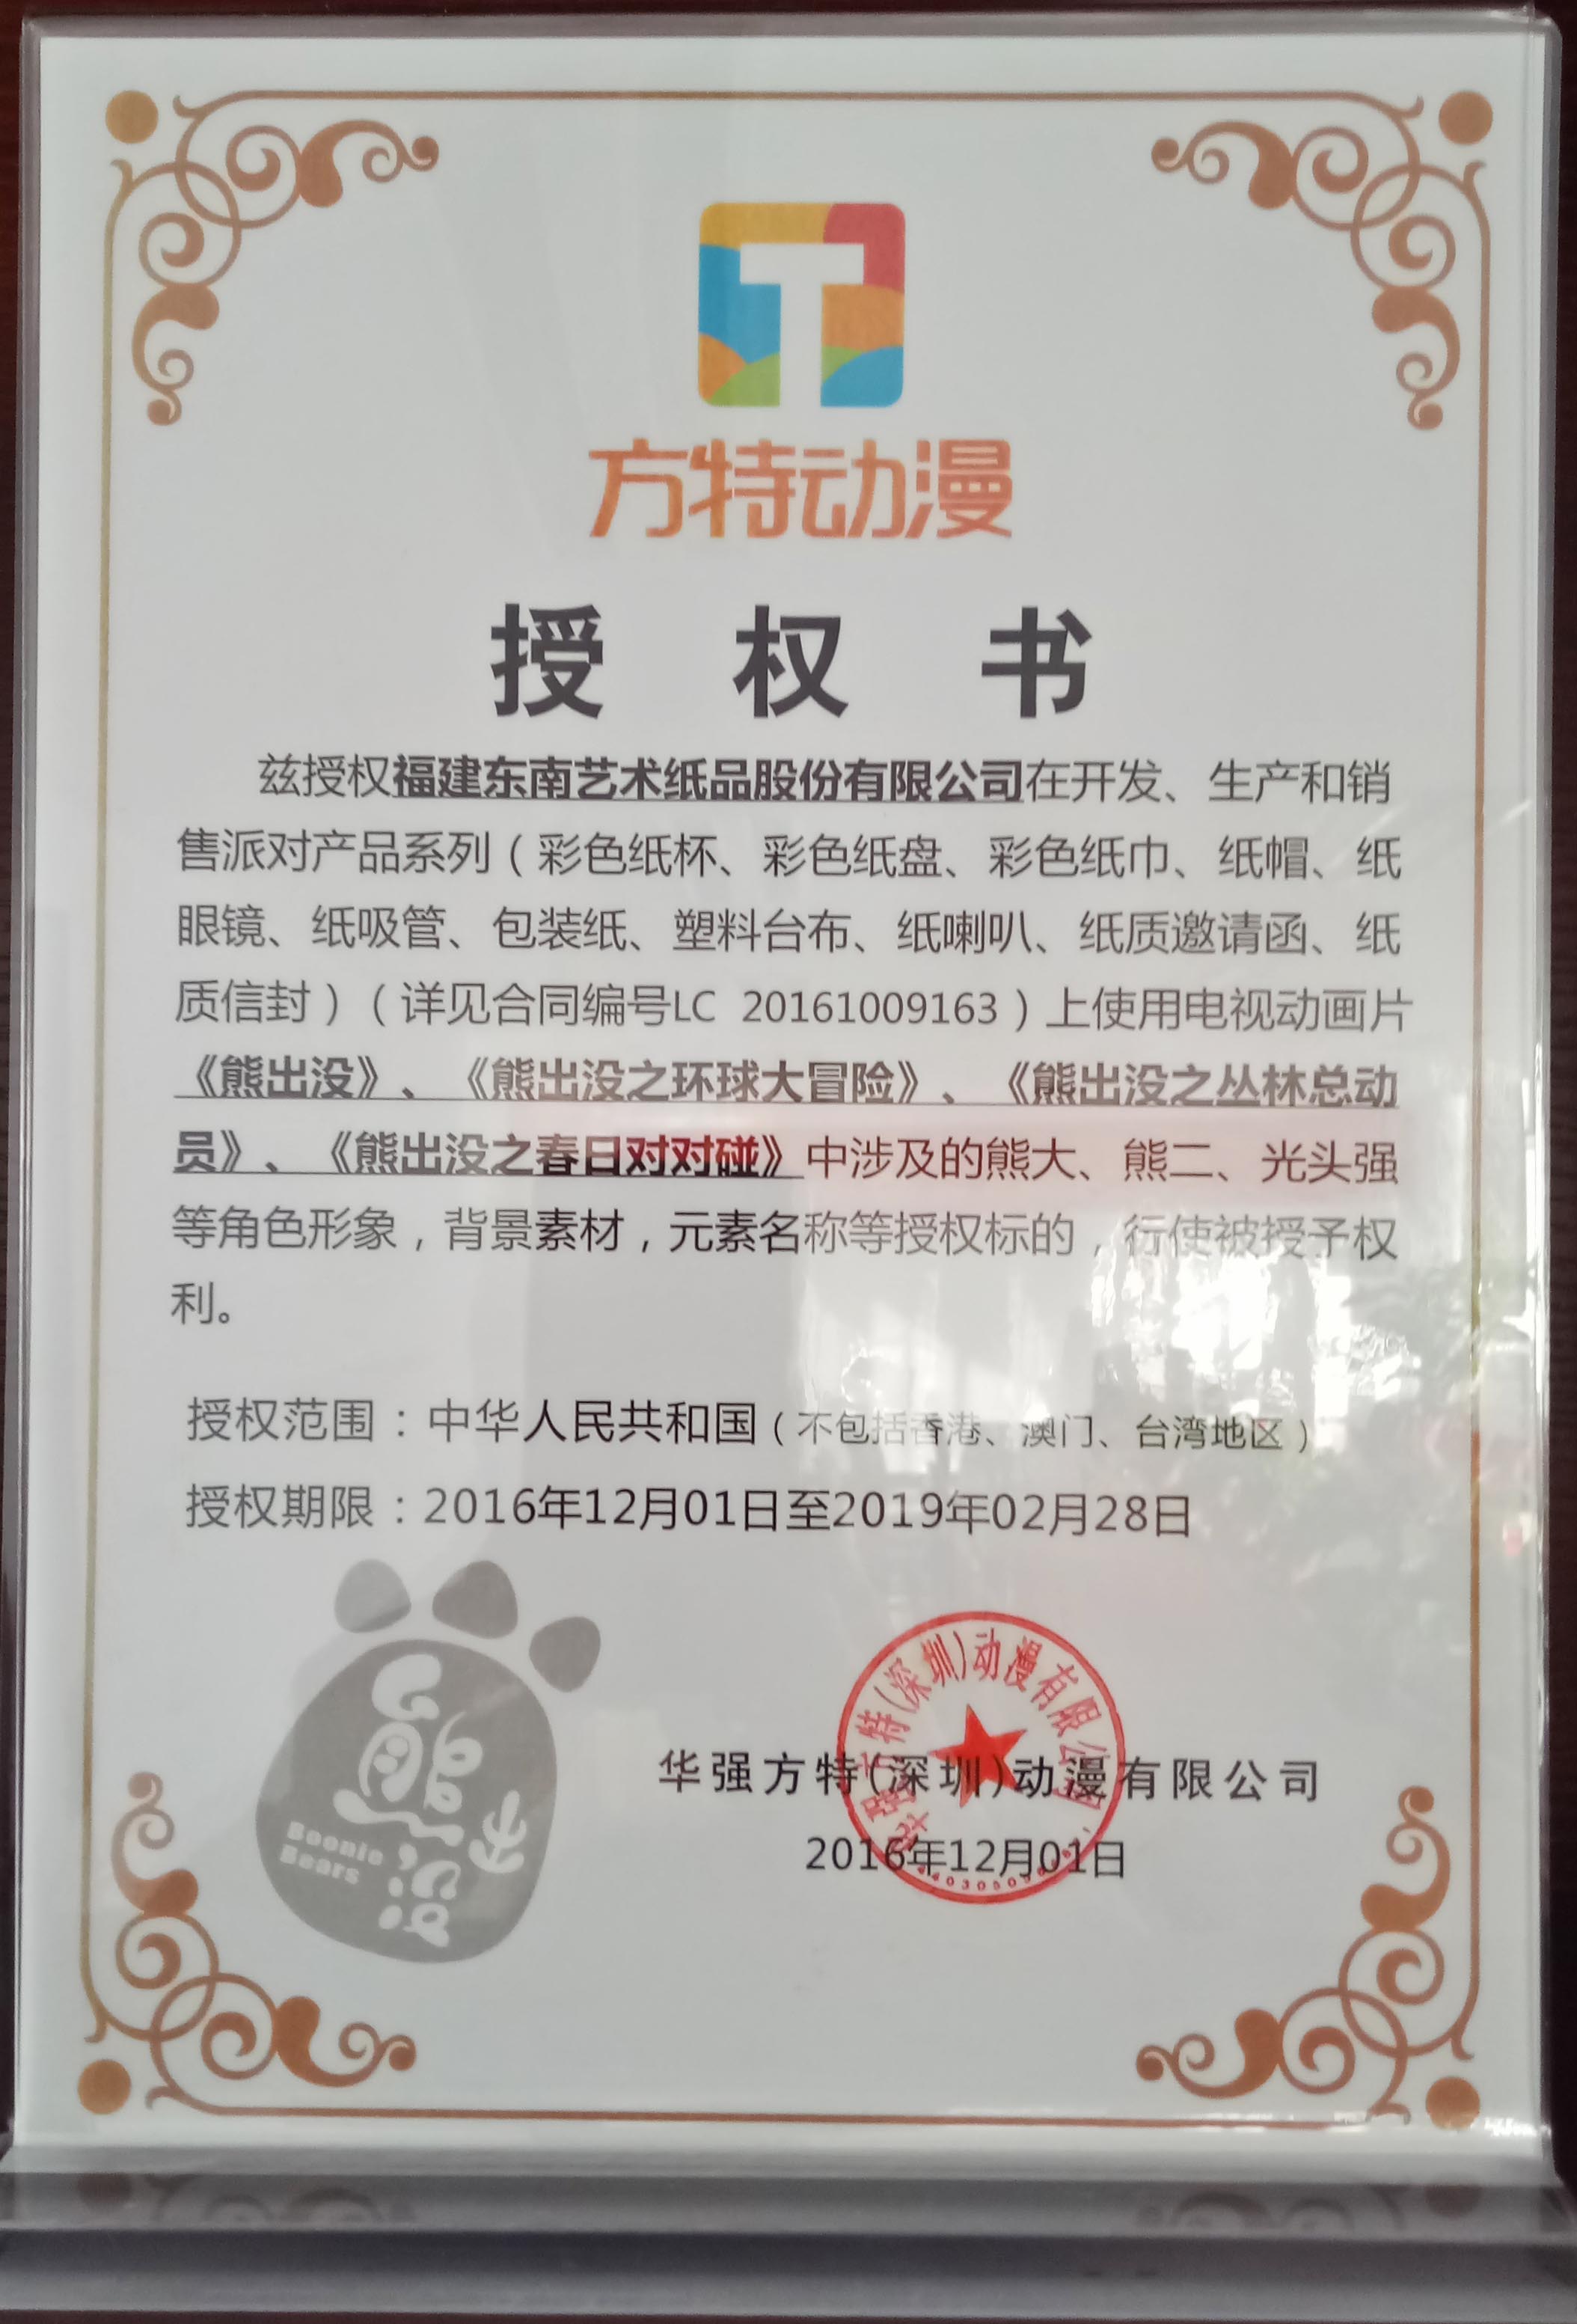 方特动漫
授权书
兹授权福建东南艺术纸品股份有限公司在开发、生产和销
售派对产品系列（彩色纸杯、彩色纸盘、彩色纸巾、纸帽、纸
眼镜、纸吸管、包装纸、塑料台布、纸喇叭、纸质邀请函、纸
质信封）（详见合同编号LC 20161009163）上使用电视动画片
《熊出没》、《熊出没之环球大冒险》、《熊出没之丛林总动
员》、《熊出没之春日对对碰》中涉及的熊大、熊二、光头强
等角色形象，背景素材，元素名称等授权标的，行使被授予权
利。
授权范围：中华人民共和国（不包括香港、澳门、台湾地区）
授权期限：2016年12月01日至2019年02月28日
熊出没
Boonie
Bears
华强方特(深圳)动漫有限公司
华强方特(深圳)动漫有限公司
2016年12月01日